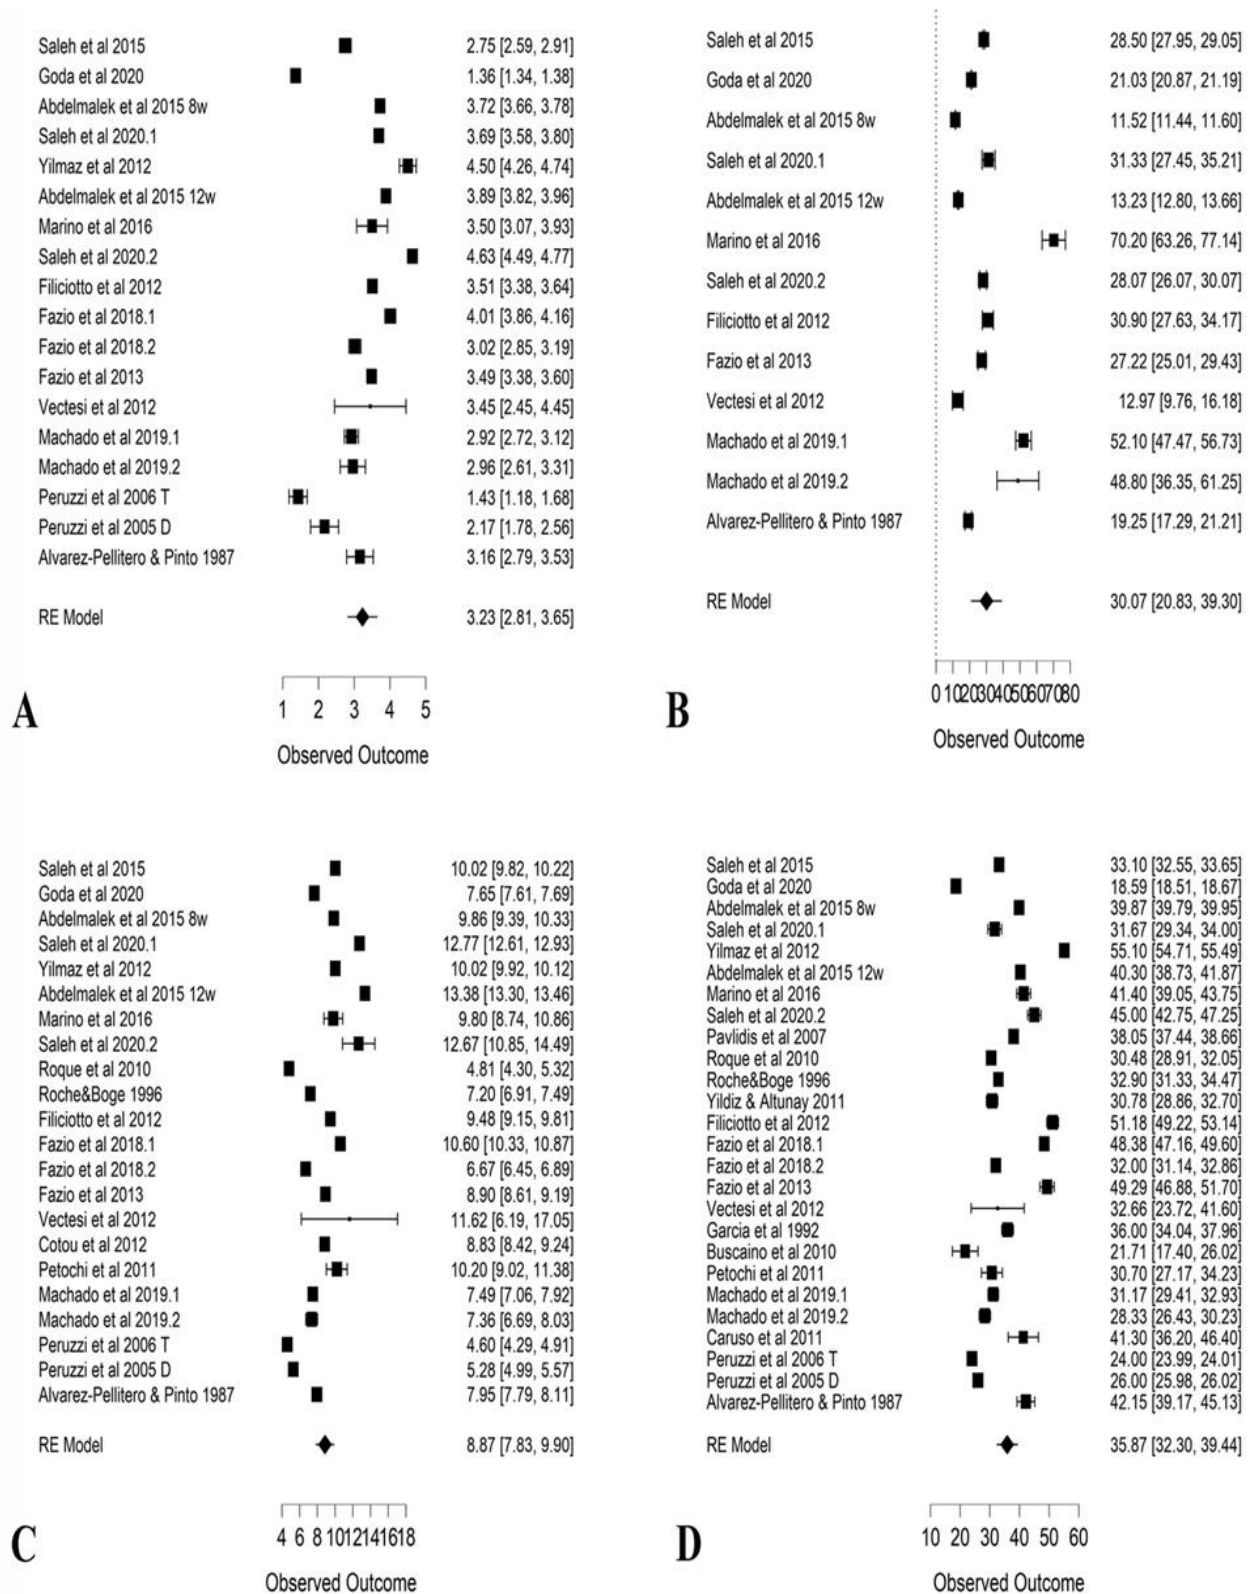 Saleh et al 2015 2.75 [2.59, 2.91]
Goda et al 2020 1.36 [1.34, 1.38]
Abdelmalek et al 2015 8w 3.72 [3.66, 3.78]
Saleh et al 2020.1 3.69 [3.58, 3.80]
Yilmaz et al 2012 4.50 [4.26, 4.74]
Abdelmalek et al 2015 12w 3.89 [3.82, 3.96]
Marino et al 2016 3.50 [3.07, 3.93]
Saleh et al 2020.2 4.63 [4.49, 4.77]
Filiciotto et al 2012 3.51 [3.38, 3.64]
Fazio et al 2018.1 4.01 [3.86, 4.16]
Fazio et al 2018.2 3.02 [2.85, 3.19]
Fazio et al 2013 3.49 [3.38, 3.60]
Vectesi et al 2012 3.45 [2.45, 4.45]
Machado et al 2019.1 2.92 [2.72, 3.12]
Machado et al 2019.2 2.96 [2.61, 3.31]
Peruzzi et al 2006 T 1.43 [1.18, 1.68]
Peruzzi et al 2005 D 2.17 [1.78, 2.56]
Alvarez-Pellitero & Pinto 1987 3.16 [2.79, 3.53]
RE Model 3.23 [2.81, 3.65]
1 2 3 4 5
A
Observed Outcome
Saleh et al 2015 28.50 [27.95, 29.05]
Goda et al 2020 21.03 [20.87, 21.19]
Abdelmalek et al 2015 8w 11.52 [11.44, 11.60]
Saleh et al 2020.1 31.33 [27.45, 35.21]
Abdelmalek et al 2015 12w 13.23 [12.80, 13.66]
Marino et al 2016 70.20 [63.26, 77.14]
Saleh et al 2020.2 28.07 [26.07, 30.07]
Filiciotto et al 2012 30.90 [27.63, 34.17]
Fazio et al 2013 27.22 [25.01, 29.43]
Vectesi et al 2012 12.97 [9.76, 16.18]
Machado et al 2019.1 52.10 [47.47, 56.73]
Machado et al 2019.2 48.80 [36.35, 61.25]
Alvarez-Pellitero & Pinto 1987 19.25 [17.29, 21.21]
RE Model 30.07 [20.83, 39.30]
0 10 20 30 40 50 60 70 80
B
Observed Outcome
Saleh et al 2015 10.02 [9.82, 10.22]
Goda et al 2020 7.65 [7.61, 7.69]
Abdelmalek et al 2015 8w 9.86 [9.39, 10.33]
Saleh et al 2020.1 12.77 [12.61, 12.93]
Yilmaz et al 2012 10.02 [9.92, 10.12]
Abdelmalek et al 2015 12w 13.38 [13.30, 13.46]
Marino et al 2016 9.80 [8.74, 10.86]
Saleh et al 2020.2 12.67 [10.85, 14.49]
Roque et al 2010 4.81 [4.30, 5.32]
Roche&Boge 1996 7.20 [6.91, 7.49]
Filiciotto et al 2012 9.48 [9.15, 9.81]
Fazio et al 2018.1 10.60 [10.33, 10.87]
Fazio et al 2018.2 6.67 [6.45, 6.89]
Fazio et al 2013 8.90 [8.61, 9.19]
Vectesi et al 2012 11.62 [6.19, 17.05]
Cotou et al 2012 8.83 [8.42, 9.24]
Petochi et al 2011 10.20 [9.02, 11.38]
Machado et al 2019.1 7.49 [7.06, 7.92]
Machado et al 2019.2 7.36 [6.69, 8.03]
Peruzzi et al 2006 T 4.60 [4.29, 4.91]
Peruzzi et al 2005 D 5.28 [4.99, 5.57]
Alvarez-Pellitero & Pinto 1987 7.95 [7.79, 8.11]
RE Model 8.87 [7.83, 9.90]
4 6 8 10 12 14 16 18
C
Observed Outcome
Saleh et al 2015 33.10 [32.55, 33.65]
Goda et al 2020 18.59 [18.51, 18.67]
Abdelmalek et al 2015 8w 39.87 [39.79, 39.95]
Saleh et al 2020.1 31.67 [29.34, 34.00]
Yilmaz et al 2012 55.10 [54.71, 55.49]
Abdelmalek et al 2015 12w 40.30 [38.73, 41.87]
Marino et al 2016 41.40 [39.05, 43.75]
Saleh et al 2020.2 45.00 [42.75, 47.25]
Pavlidis et al 2007 38.05 [37.44, 38.66]
Roque et al 2010 30.48 [28.91, 32.05]
Roche&Boge 1996 32.90 [31.33, 34.47]
Yildiz & Altunay 2011 30.78 [28.86, 32.70]
Filiciotto et al 2012 51.18 [49.22, 53.14]
Fazio et al 2018.1 48.38 [47.16, 49.60]
Fazio et al 2018.2 32.00 [31.14, 32.86]
Fazio et al 2013 49.29 [46.88, 51.70]
Vectesi et al 2012 32.66 [23.72, 41.60]
Garcia et al 1992 36.00 [34.04, 37.96]
Buscaino et al 2010 21.71 [17.40, 26.02]
Petochi et al 2011 30.70 [27.17, 34.23]
Machado et al 2019.1 31.17 [29.41, 32.93]
Machado et al 2019.2 28.33 [26.43, 30.23]
Caruso et al 2011 41.30 [36.20, 46.40]
Peruzzi et al 2006 T 24.00 [23.99, 24.01]
Peruzzi et al 2005 D 26.00 [25.98, 26.02]
Alvarez-Pellitero & Pinto 1987 42.15 [39.17, 45.13]
RE Model 35.87 [32.30, 39.44]
10 20 30 40 50 60
D
Observed Outcome